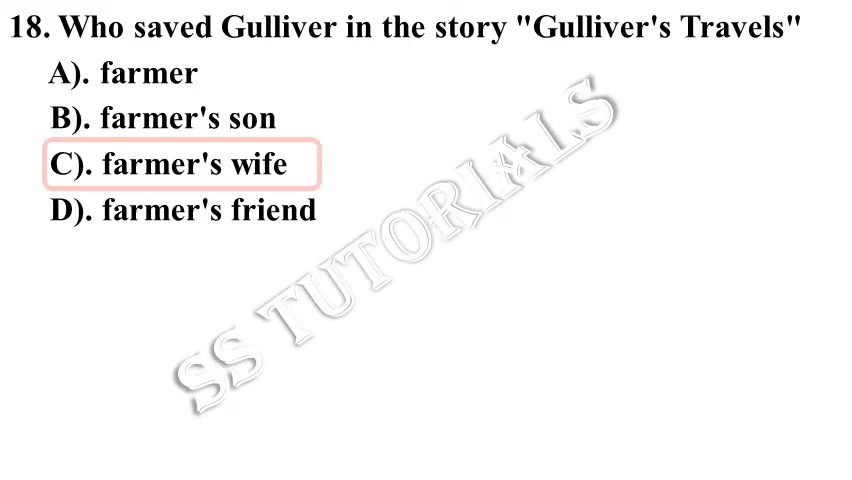 18. Who saved Gulliver in the story "Gulliver's Travels"
A). farmer
B). farmer's son
C). farmer's wife
D). farmer's friend
SS TUTORIALS